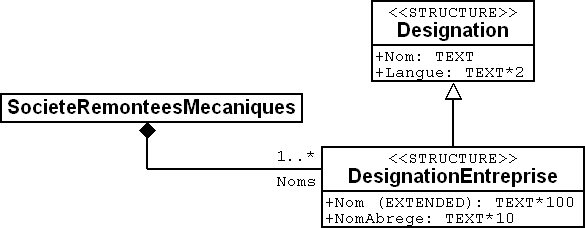 <<STRUCTURE>>
Designation
+Nom: TEXT
+Langue: TEXT*2
SocieteRemonteesMecaniques
1..*
Noms
<<STRUCTURE>>
DesignationEntreprise
+Nom (EXTENDED): TEXT*100
+NomAbrege: TEXT*10